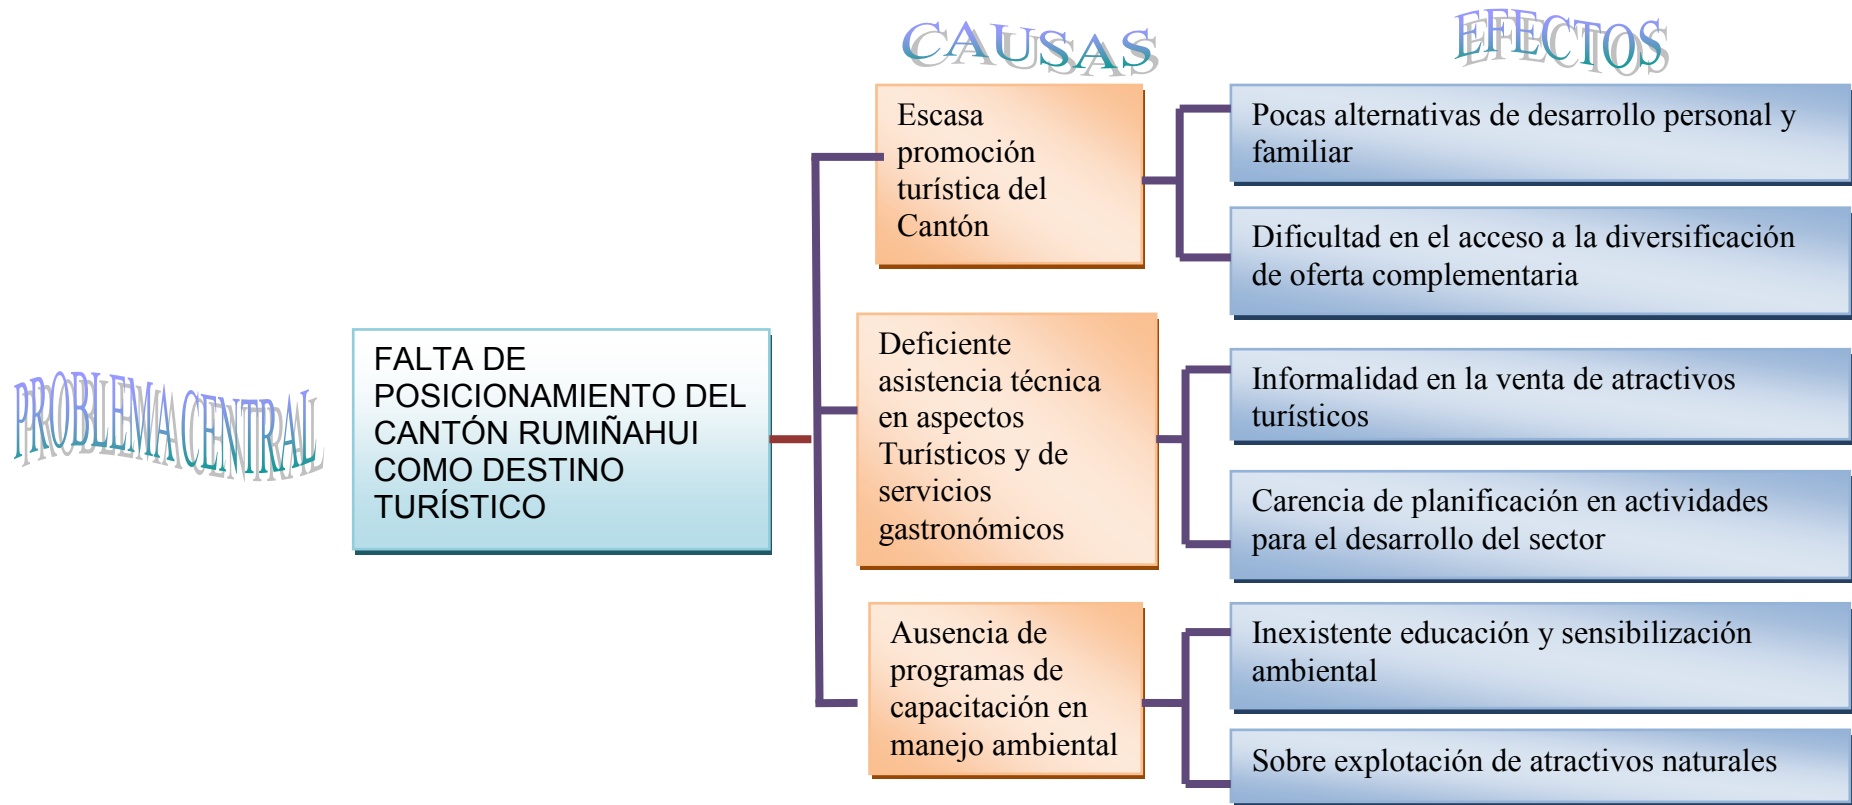 CAUSAS
EFECTOS
PROBLEMA CENTRAL
FALTA DE
POSICIONAMIENTO DEL
CANTÓN RUMIÑAHUI
COMO DESTINO
TURÍSTICO
Escasa
promoción
turística del
Cantón
Pocas alternativas de desarrollo personal y
familiar
Dificultad en el acceso a la diversificación
de oferta complementaria
Deficiente
asistencia técnica
en aspectos
Turísticos y de
servicios
gastronómicos
Informalidad en la venta de atractivos
turísticos
Carencia de planificación en actividades
para el desarrollo del sector
Ausencia de
programas de
capacitación en
manejo ambiental
Inexistente educación y sensibilización
ambiental
Sobre explotación de atractivos naturales